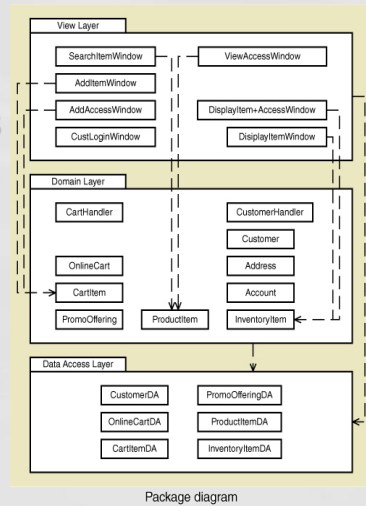 View Layer
SearchItemWindow
ViewAccessWindow
AddItemWindow
AddAccessWindow
DisplayItem+AccessWindow
CustLoginWindow
DisiplayItemWindow
Domain Layer
CartHandler
CustomerHandler
Customer
OnlineCart
Address
CartItem
Account
PromoOffering
ProductItem
InventoryItem
Data Access Layer
CustomerDA
PromoOfferingDA
OnlineCartDA
ProductItemDA
CartItemDA
InventoryItemDA
Package diagram